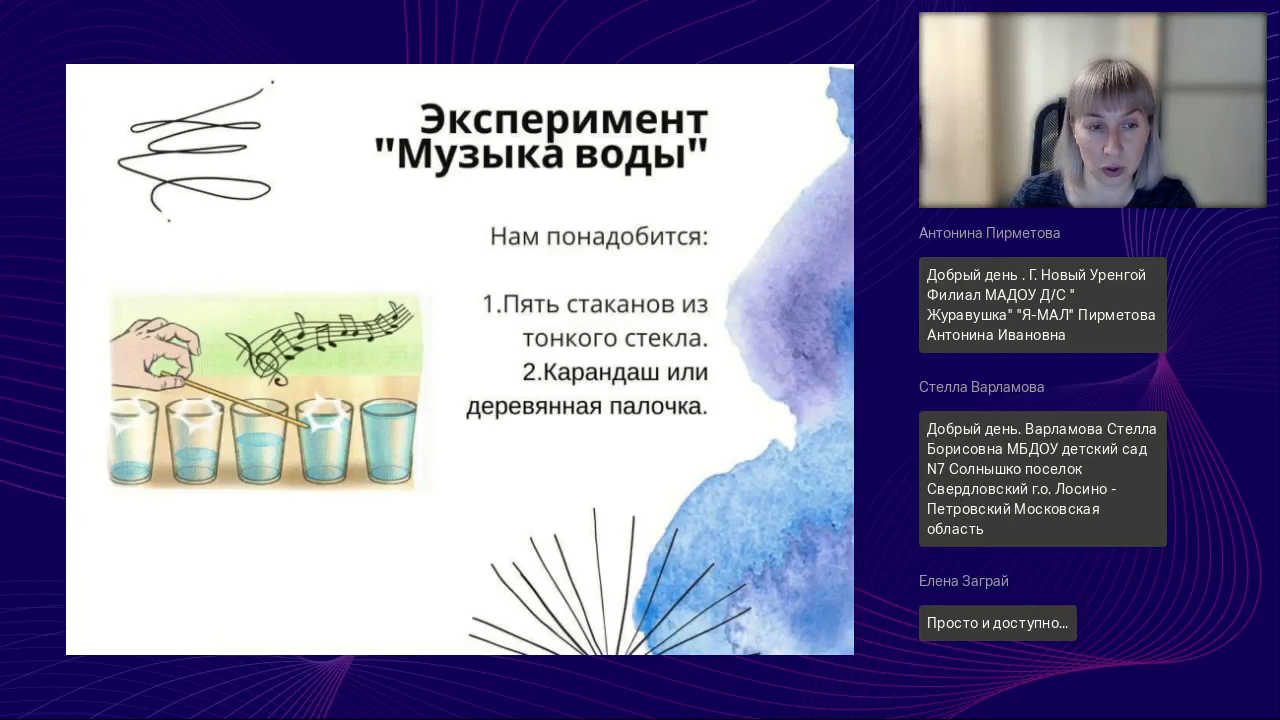 Эксперимент
"Музыка воды"
Нам понадобится:
1.Пять стаканов из
тонкого стекла.
2.Карандаш или
деревянная палочка.
Антонина Пирметова
Добрый день . Г. Новый Уренгой
Филиал МАДОУ Д/С "
Журавушка" "Я-МАЛ" Пирметова
Антонина Ивановна
Стелла Варламова
Добрый день. Варламова Стелла
Борисовна МБДОУ детский сад
N7 Солнышко поселок
Свердловский г.о. Лосино -
Петровский Московская
область
Елена Заграй
Просто и доступно...